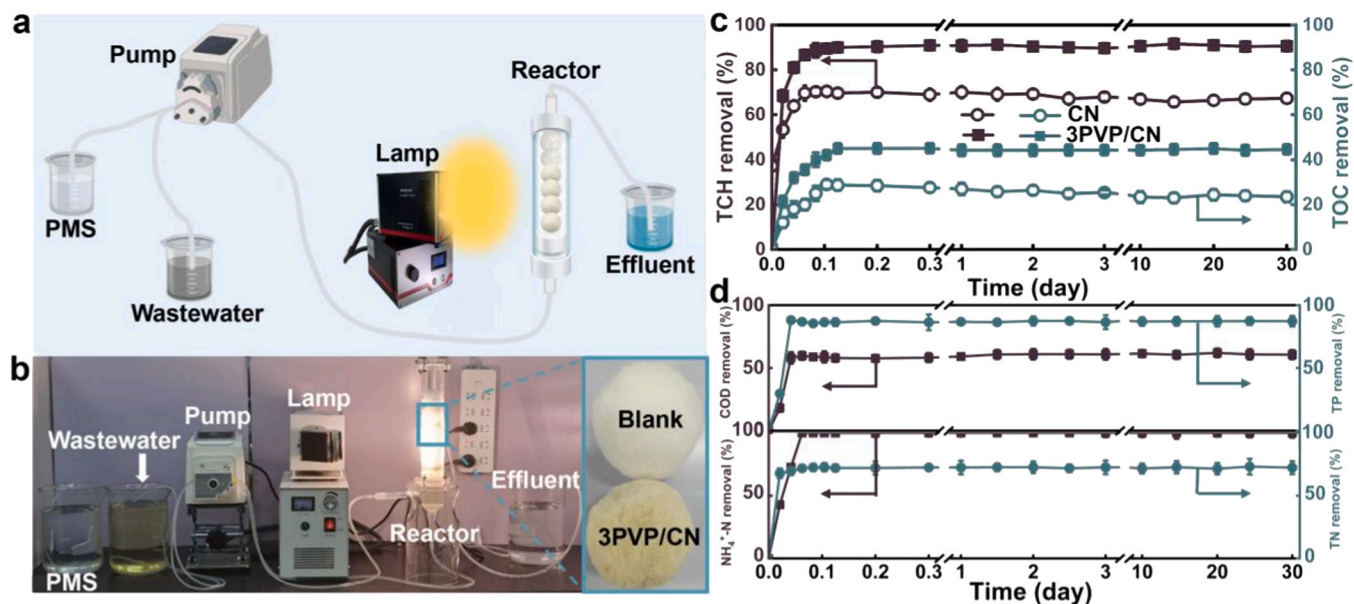 a
Pump
Reactor
Lamp
PMS
Wastewater
Effluent
b
Wastewater
Pump
Lamp
Effluent
Reactor
PMS
Blank
3PVP/CN
c
TCH removal (%)
100
80
60
40
20
0
CN
3PVP/CN
TOC removal (%)
100
80
60
40
20
0
0.0 0.1 0.2 0.3 1 2 3 10 20 30
Time (day)
d
COD removal (%)
100
50
TP removal (%)
100
50
NH₄⁺-N removal (%)
100
50
0
TN removal (%)
100
50
0
0.0 0.1 0.2 0.3 1 2 3 10 20 30
Time (day)